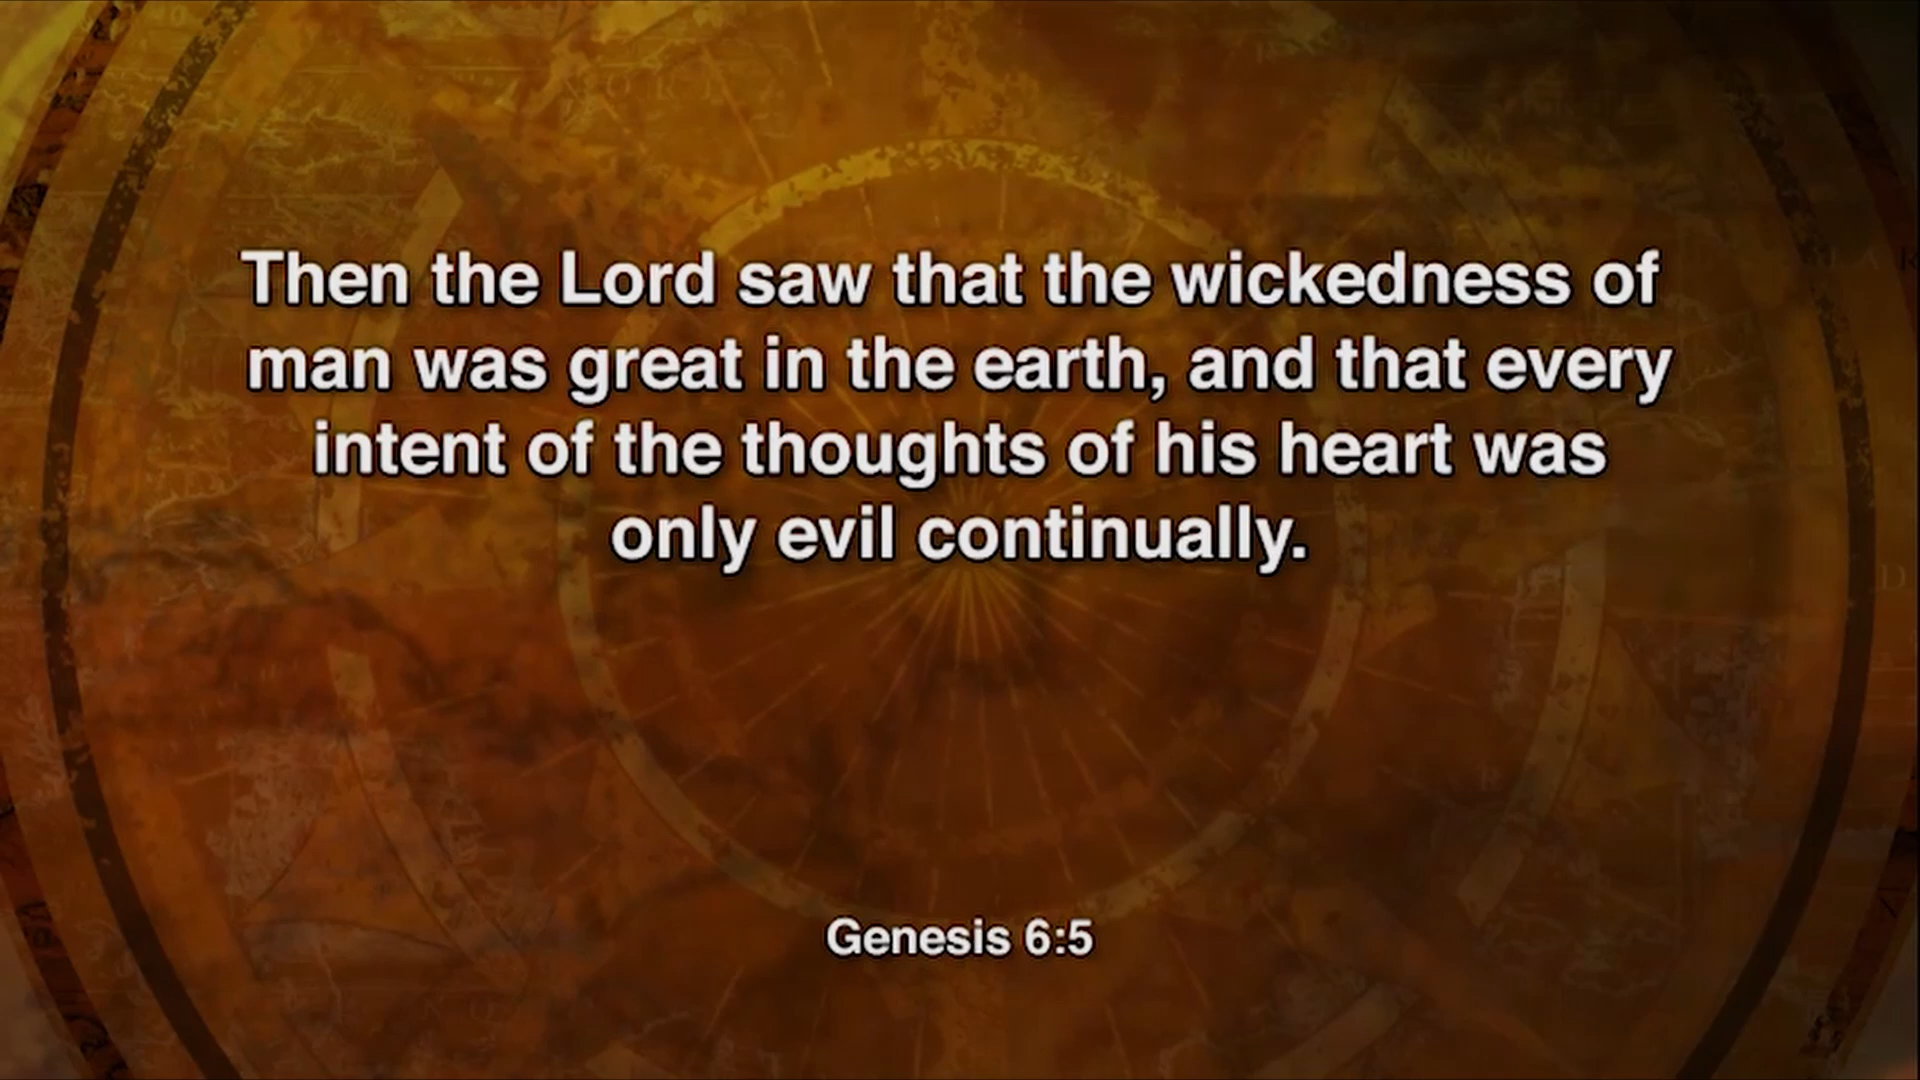 Then the Lord saw that the wickedness of
man was great in the earth, and that every
intent of the thoughts of his heart was
only evil continually.
Genesis 6:5